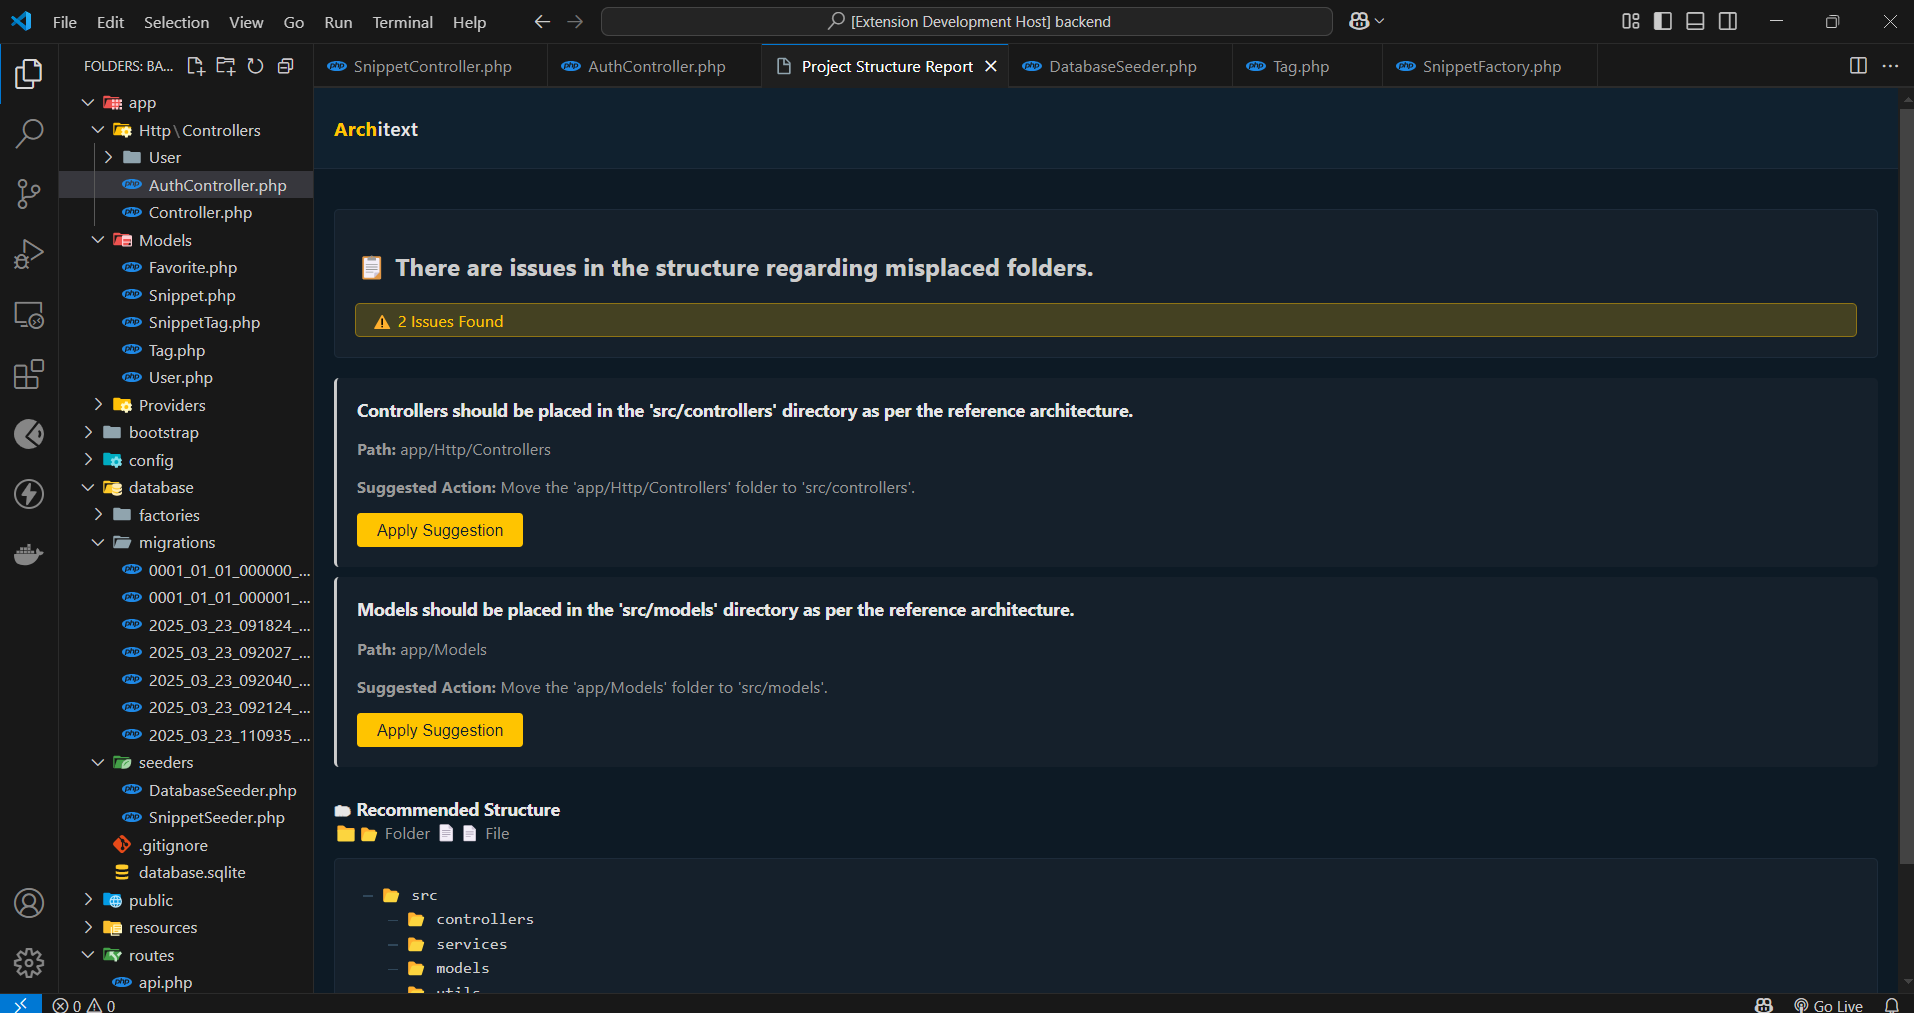 File Edit Selection View Go Run Terminal Help
[Extension Development Host] backend
FOLDERS: BA...
app
Http\Controllers
User
AuthController.php
Controller.php
Models
Favorite.php
Snippet.php
SnippetTag.php
Tag.php
User.php
Providers
bootstrap
config
database
factories
migrations
0001_01_01_000000_...
0001_01_01_000001_...
2025_03_23_091824_...
2025_03_23_092027_...
2025_03_23_092040_...
2025_03_23_092124_...
2025_03_23_110935_...
seeders
DatabaseSeeder.php
SnippetSeeder.php
.gitignore
database.sqlite
public
resources
routes
api.php
SnippetController.php
AuthController.php
Project Structure Report
DatabaseSeeder.php
Tag.php
SnippetFactory.php
Architext
There are issues in the structure regarding misplaced folders.
2 Issues Found
Controllers should be placed in the 'src/controllers' directory as per the reference architecture.
Path: app/Http/Controllers
Suggested Action: Move the 'app/Http/Controllers' folder to 'src/controllers'.
Apply Suggestion
Models should be placed in the 'src/models' directory as per the reference architecture.
Path: app/Models
Suggested Action: Move the 'app/Models' folder to 'src/models'.
Apply Suggestion
Recommended Structure
Folder File
src
controllers
services
models
utils
0 0
Go Live